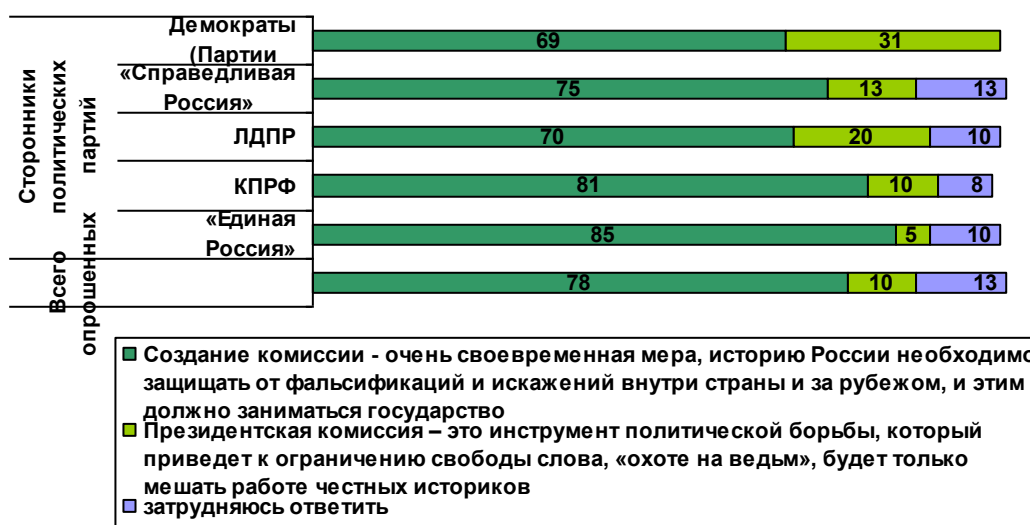 Сторонники
политических
партий
Демократы
(Партии
69 31
«Справедливая
Россия»
75 13 13
ЛДПР
70 20 10
КПРФ
81 10 8
«Единая
Россия»
85 5 10
Всего
опрошенных
78 10 13
Создание комиссии - очень своевременная мера, историю России необходимо
защищать от фальсификаций и искажений внутри страны и за рубежом, и этим
должно заниматься государство
Президентская комиссия – это инструмент политической борьбы, который
приведет к ограничению свободы слова, «охоте на ведьм», будет только
мешать работе честных историков
затрудняюсь ответить